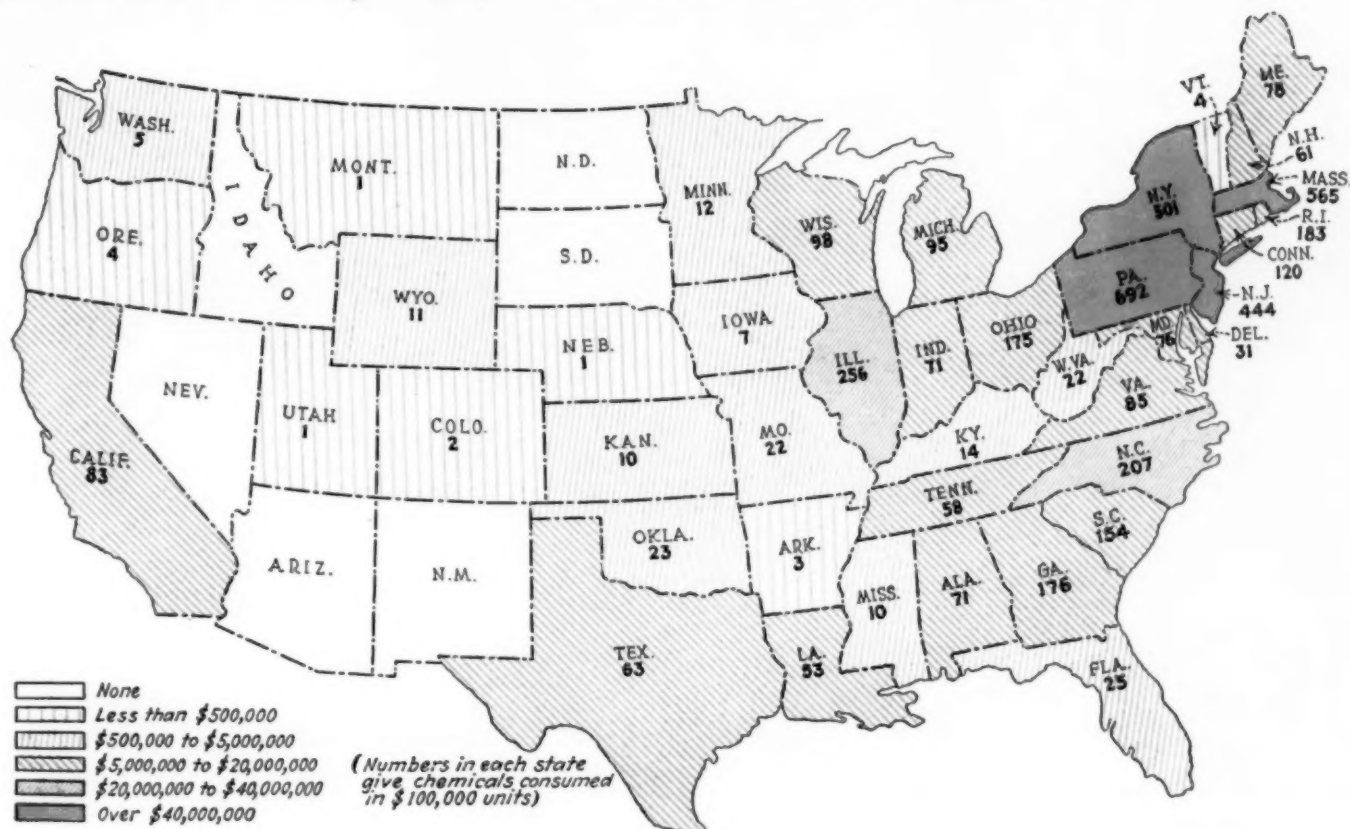 WASH.
5
MONT.
1
N.D.
MINN.
12
VT.
4
ME.
78
N.H.
61
MASS.
565
R.I.
183
CONN.
120
N.Y.
501
ORE.
4
IDAHO
WYO.
11
S.D.
WIS.
98
MICH.
95
PA.
692
N.J.
444
DEL.
31
MD.
76
NEB.
1
IOWA
7
ILL.
256
IND.
71
OHIO
175
W.VA.
22
VA.
85
NEV.
UTAH
1
COLO.
2
KAN.
10
MO.
22
KY.
14
N.C.
207
CALIF.
83
TENN.
58
S.C.
154
ARIZ.
N.M.
OKLA.
23
ARK.
3
MISS.
10
ALA.
71
GA.
176
TEX.
63
LA.
53
FLA.
25
None
Less than $500,000
$500,000 to $5,000,000
$5,000,000 to $20,000,000
$20,000,000 to $40,000,000
Over $40,000,000
(Numbers in each state
give chemicals consumed
in $100,000 units)